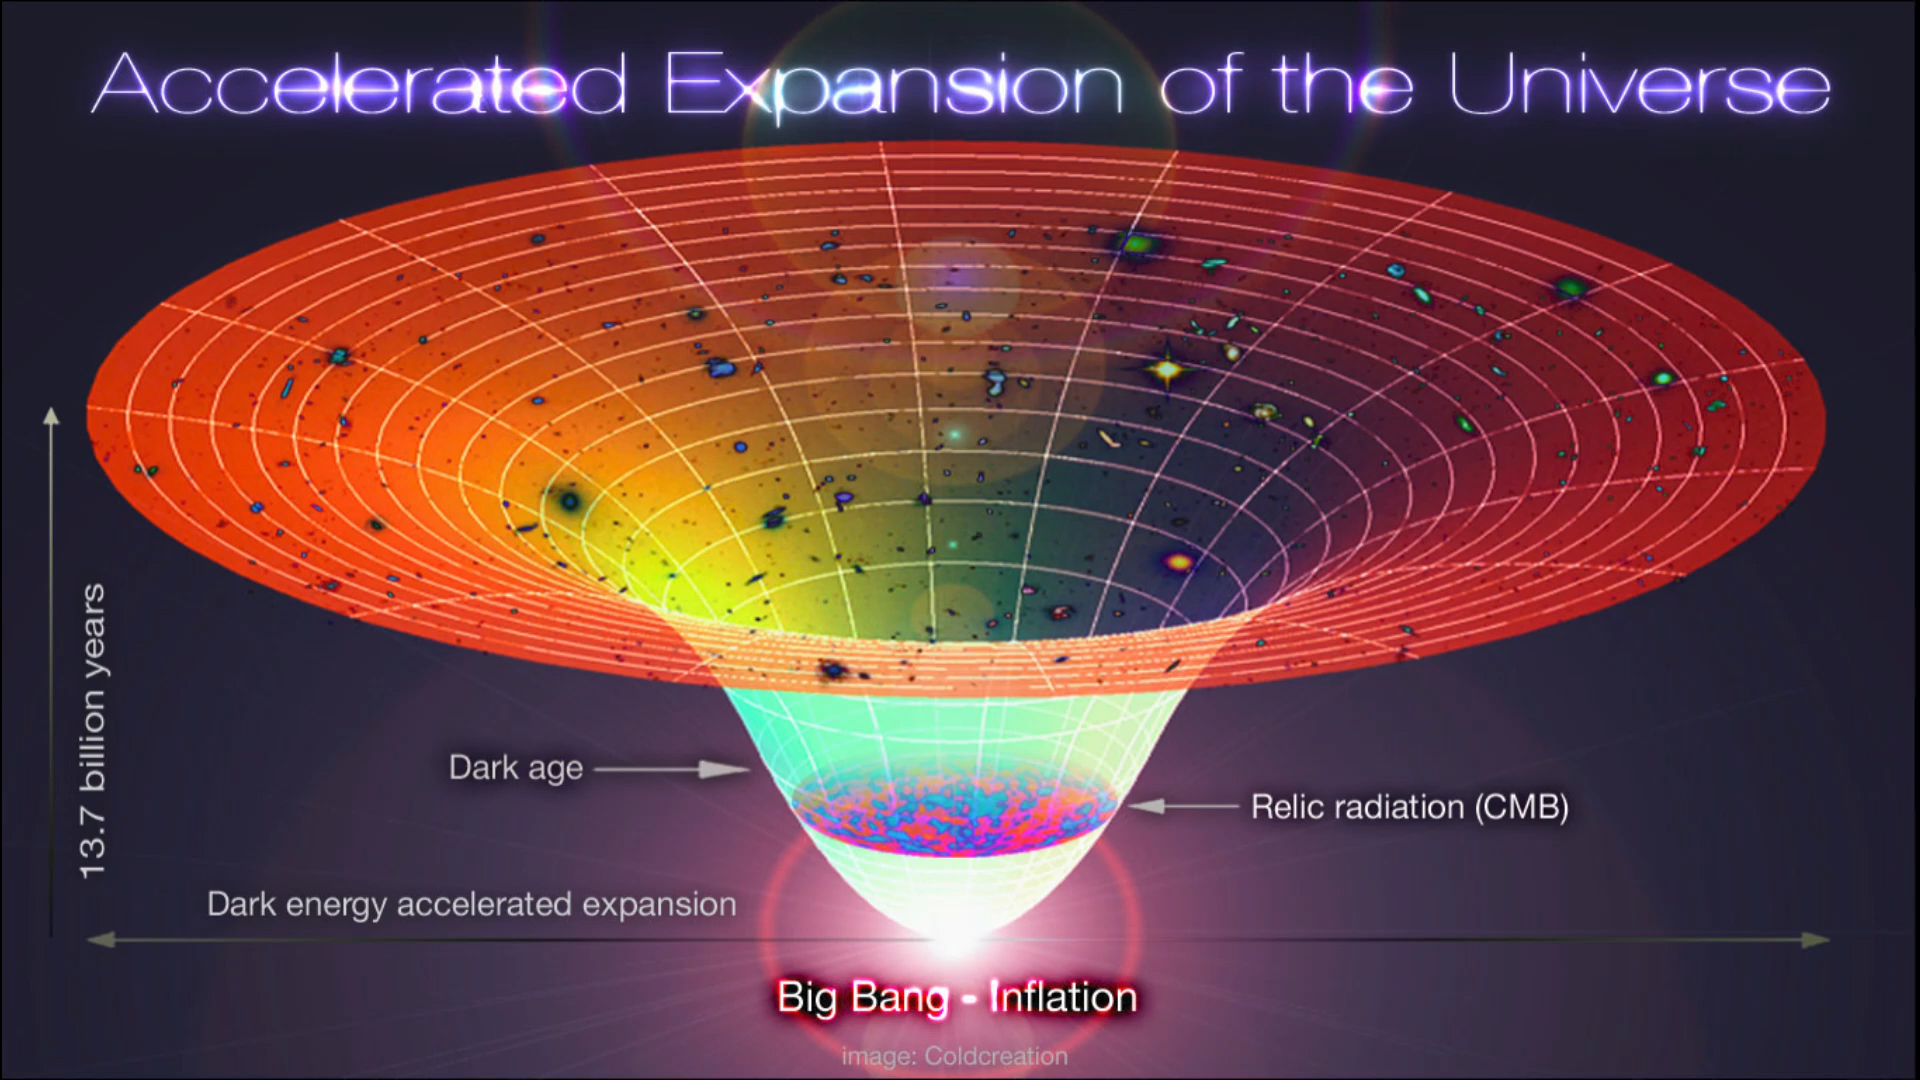 Accelerated Expansion of the Universe
13.7 billion years
Dark age
Relic radiation (CMB)
Dark energy accelerated expansion
Big Bang - Inflation
image: Coldcreation